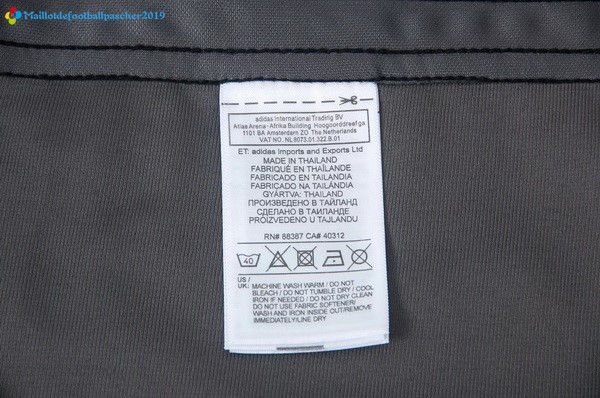 Maillotdefootballpascher2019
adidas International Trading BV
Atlas Arena - Afrika Building Hoogoorddreef 9a
1101 BA Amsterdam ZO The Netherlands
VAT NO. NL8073.01.322.B.01
ET: adidas Imports and Exports Ltd
MADE IN THAILAND
FABRIQUÉ EN THAÏLANDE
FABRICADO EN TAILANDIA
FABRICADO NA TAILÂNDIA
GYÁRTVA: THAILAND
ПРОИЗВЕДЕНО В ТАЙЛАНД
СДЕЛАНО В ТАИЛАНДЕ
PROIZVEDENO U TAJLANDU
RN# 88387 CA# 40312
40
US /
UK: MACHINE WASH WARM / DO NOT
BLEACH / DO NOT TUMBLE DRY / COOL
IRON IF NEEDED / DO NOT DRY CLEAN
DO NOT USE FABRIC SOFTENER/
WASH AND IRON INSIDE OUT/REMOVE
IMMEDIATELY/LINE DRY